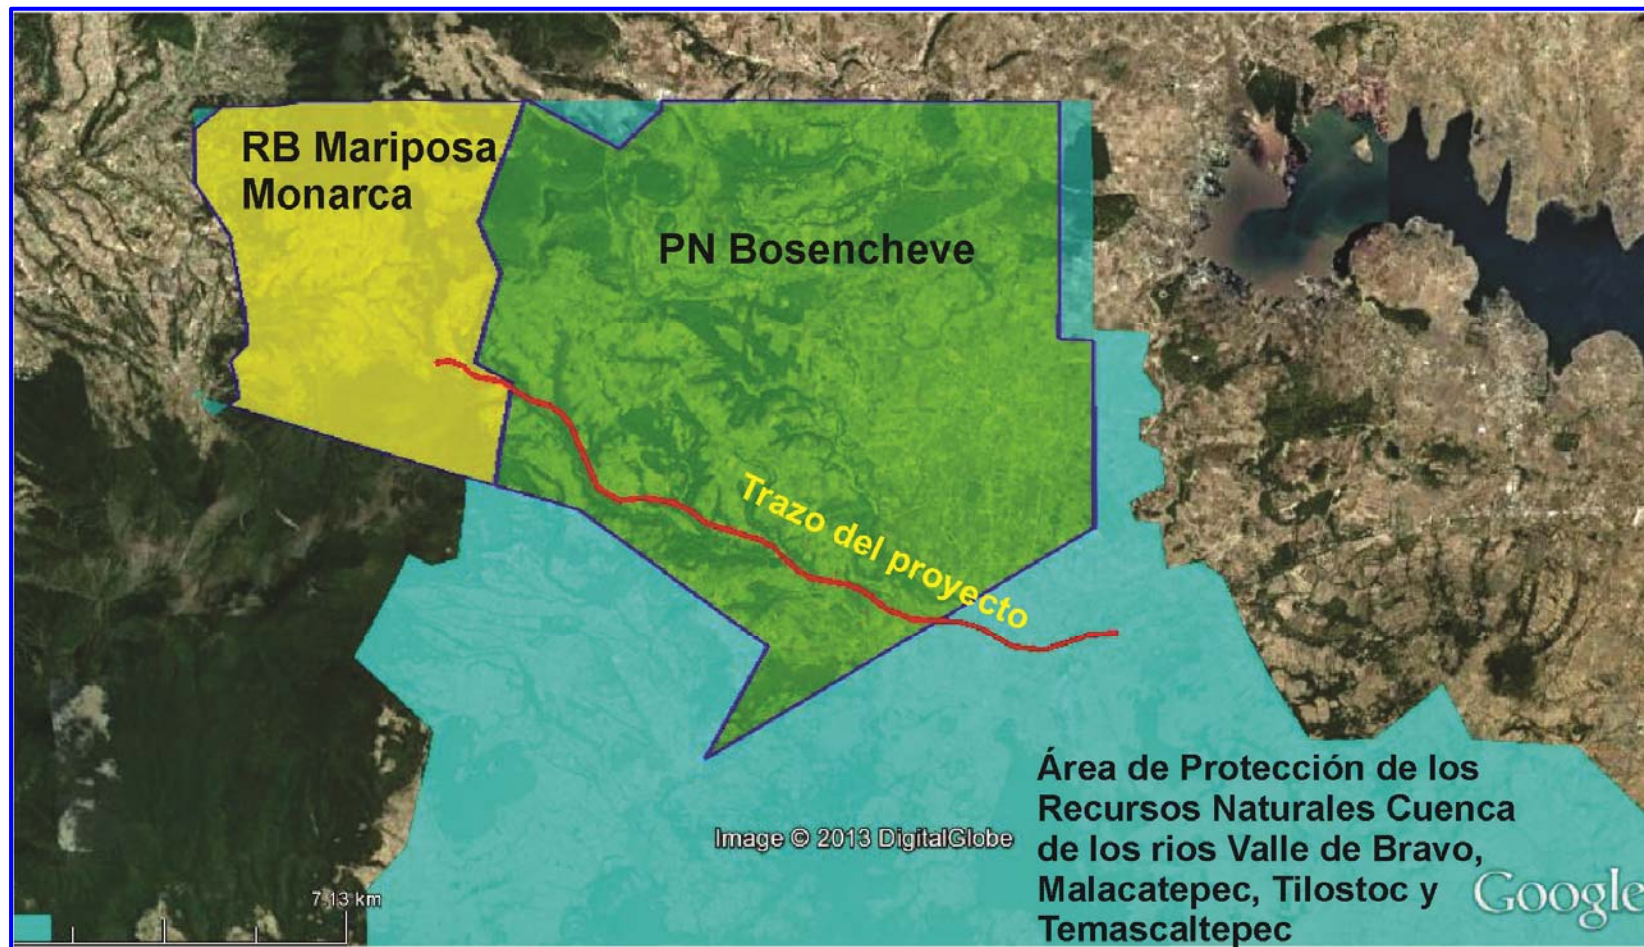 RB Mariposa
Monarca
PN Bosencheve
Trazo del proyecto
Área de Protección de los
Recursos Naturales Cuenca
de los rios Valle de Bravo,
Malacatepec, Tilostoc y
Temascaltepec
Image © 2013 DigitalGlobe
7.13 km
Google